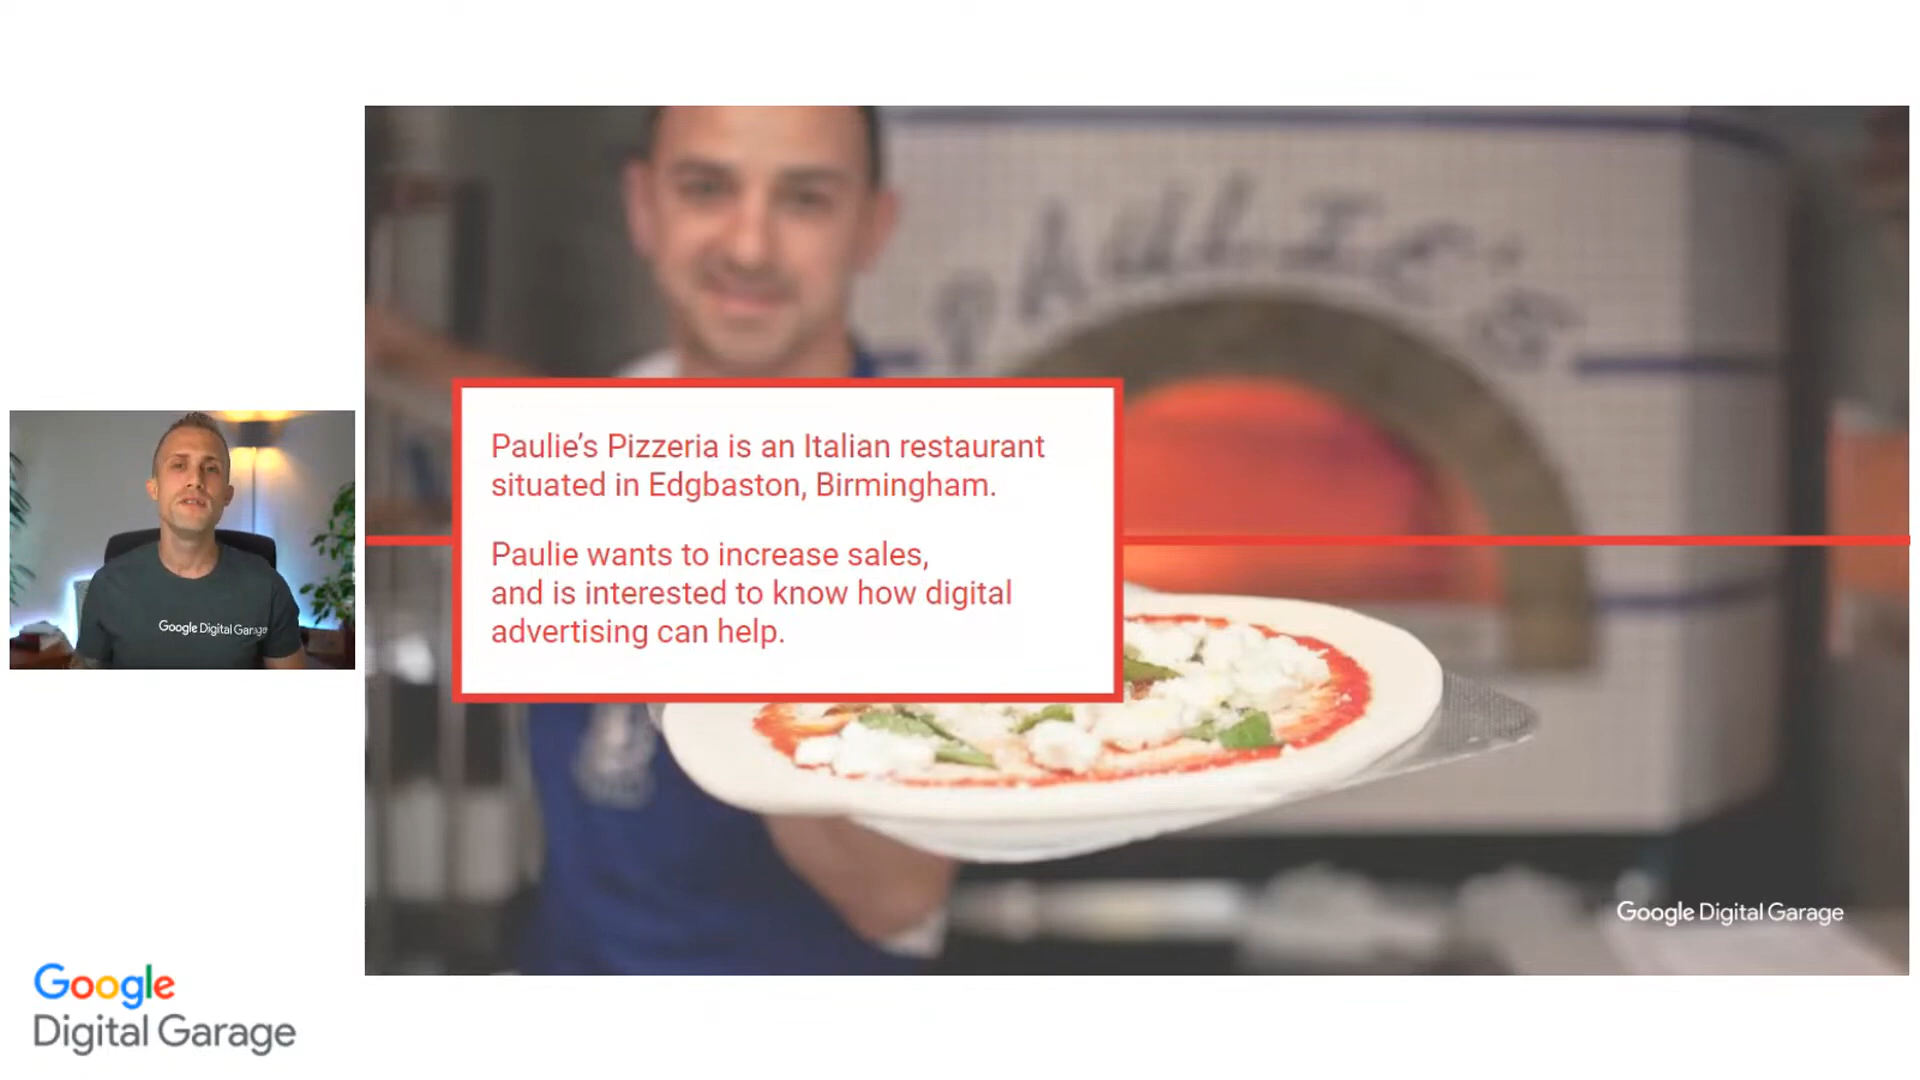 PAULIE'S
Paulie’s Pizzeria is an Italian restaurant
situated in Edgbaston, Birmingham.
Paulie wants to increase sales,
and is interested to know how digital
advertising can help.
Google Digital Garage
Google Digital Garage
Google
Digital Garage